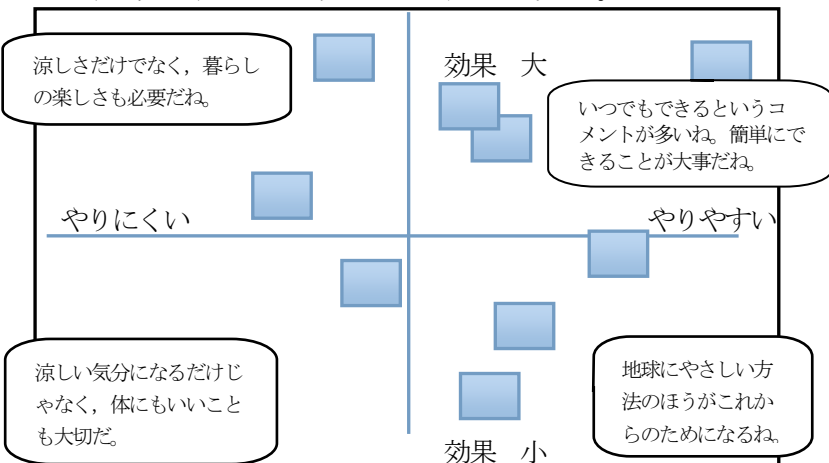 涼しさだけでなく，暮らし
の楽しさも必要だね。
効果　大
いつでもできるというコ
メントが多いね。簡単にで
きることが大事だね。
やりにくい
やりやすい
涼しい気分になるだけじ
ゃなく，体にもいいこと
も大切だ。
地球にやさしい方
法のほうがこれか
らのためになるね。
効果　小